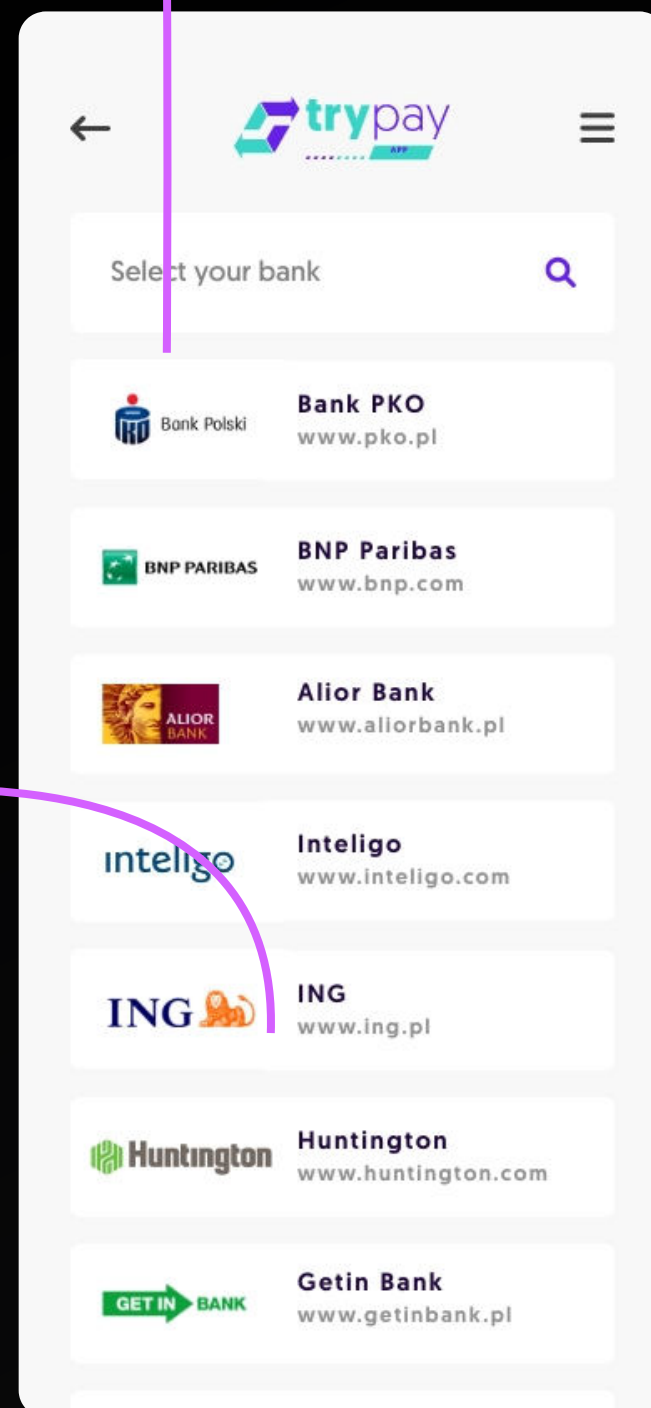 trypay
APP
Select your bank
Bank Polski
Bank PKO
www.pko.pl
BNP PARIBAS
BNP Paribas
www.bnp.com
ALIOR
BANK
Alior Bank
www.aliorbank.pl
inteligo
Inteligo
www.inteligo.com
ING
ING
www.ing.pl
Huntington
Huntington
www.huntington.com
GET IN BANK
Getin Bank
www.getinbank.pl